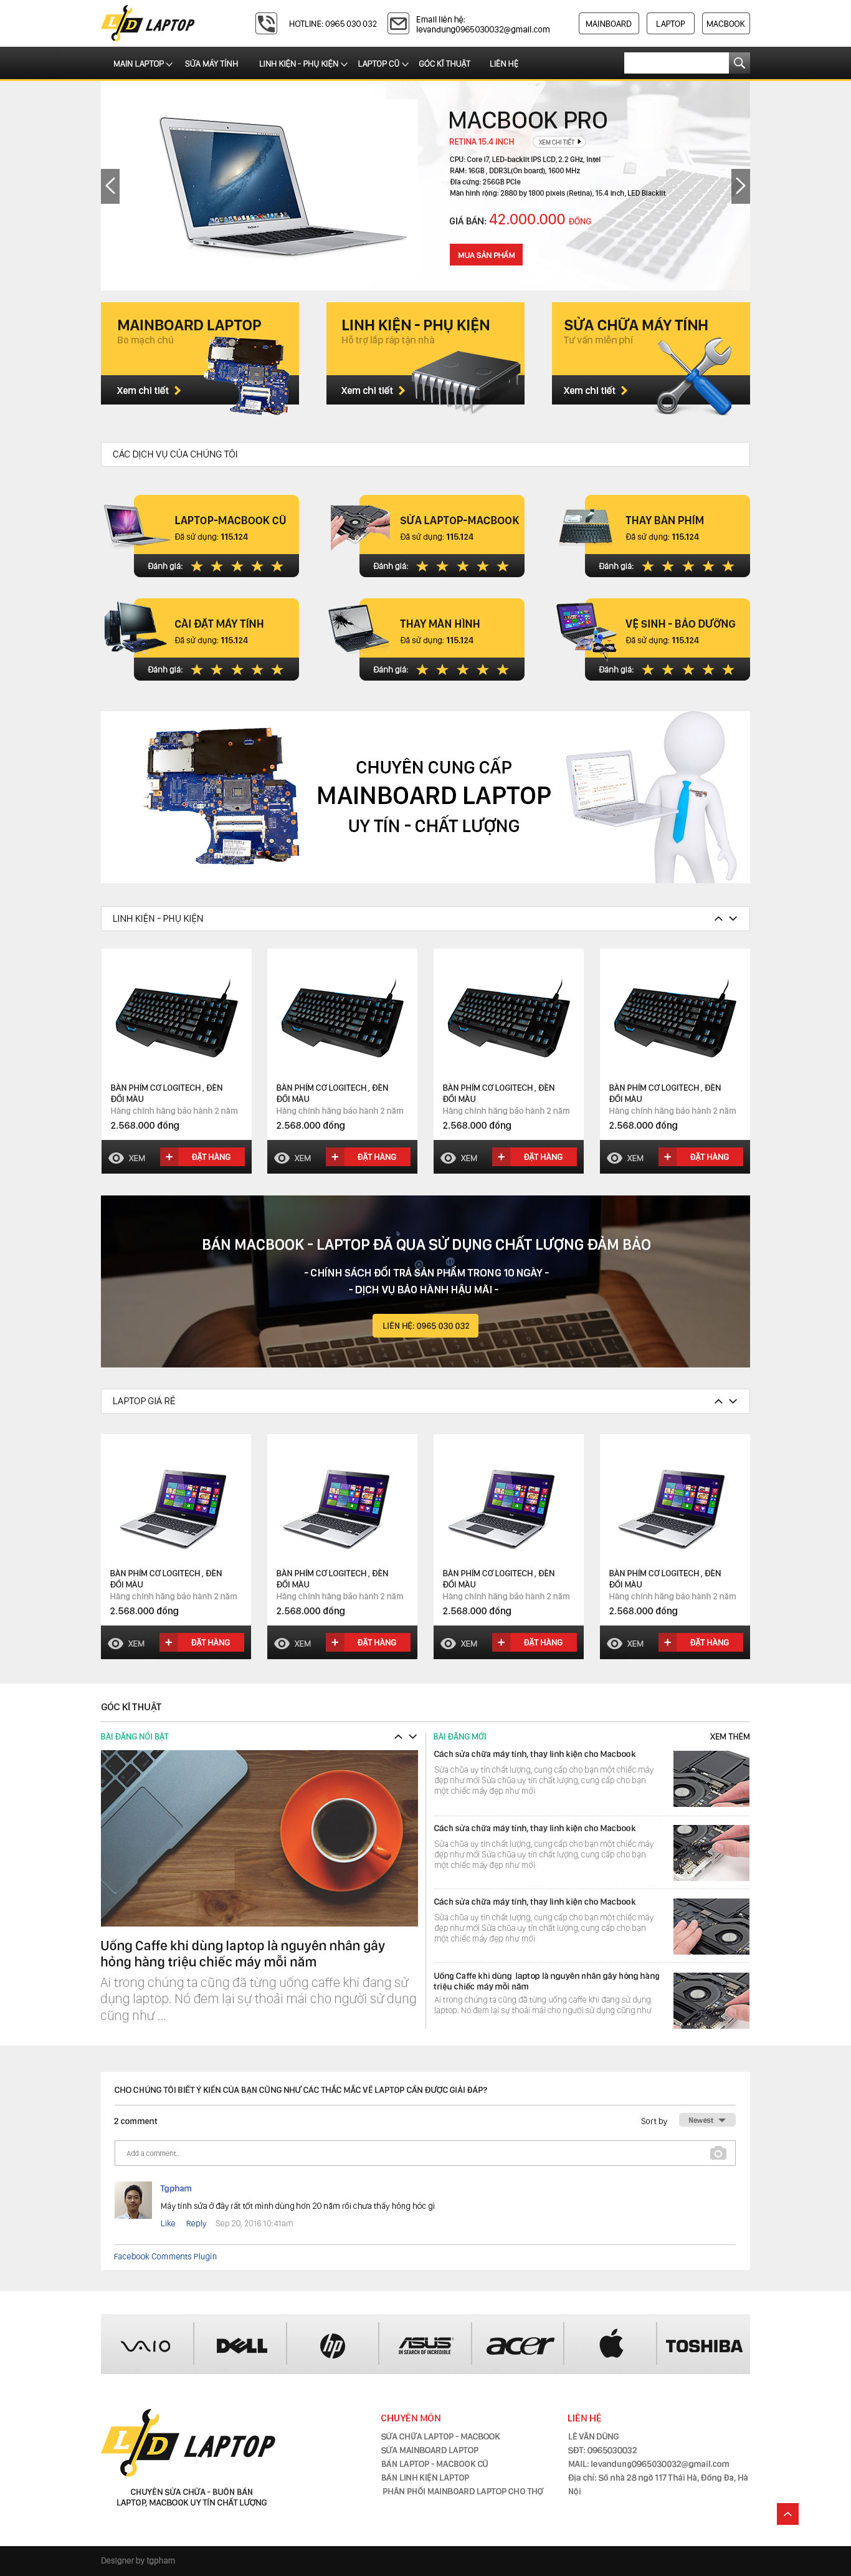 LD LAPTOP
HOTLINE: 0965 030 032
Email liên hệ:
levandung0965030032@gmail.com
MAINBOARD
LAPTOP
MACBOOK
MAIN LAPTOP
SỬA MÁY TÍNH
LINH KIỆN - PHỤ KIỆN
LAPTOP CŨ
GÓC KĨ THUẬT
LIÊN HỆ
MACBOOK PRO
RETINA 15.4 INCH
XEM CHI TIẾT
CPU: Core i7, LED-backlit IPS LCD, 2.2 GHz, Intel
RAM: 16GB , DDR3L(On board), 1600 MHz
Đĩa cứng: 256GB PCIe
Màn hình rộng: 2880 by 1800 pixels (Retina), 15.4 inch, LED Blacklit
GIÁ BÁN: 42.000.000 ĐỒNG
MUA SẢN PHẨM
MAINBOARD LAPTOP
Bo mạch chủ
Xem chi tiết
LINH KIỆN - PHỤ KIỆN
Hỗ trợ lắp ráp tận nhà
Xem chi tiết
SỬA CHỮA MÁY TÍNH
Tư vấn miễn phí
Xem chi tiết
CÁC DỊCH VỤ CỦA CHÚNG TÔI
LAPTOP-MACBOOK CŨ
Đã sử dụng: 115.124
Đánh giá:
SỬA LAPTOP-MACBOOK
Đã sử dụng: 115.124
Đánh giá:
THAY BÀN PHÍM
Đã sử dụng: 115.124
Đánh giá:
CÀI ĐẶT MÁY TÍNH
Đã sử dụng: 115.124
Đánh giá:
THAY MÀN HÌNH
Đã sử dụng: 115.124
Đánh giá:
VỆ SINH - BẢO DƯỠNG
Đã sử dụng: 115.124
Đánh giá:
CHUYÊN CUNG CẤP
MAINBOARD LAPTOP
UY TÍN - CHẤT LƯỢNG
LINH KIỆN - PHỤ KIỆN
BÀN PHÍM CƠ LOGITECH , ĐÈN
ĐỔI MÀU
Hàng chính hãng bảo hành 2 năm
2.568.000 đồng
XEM
+ ĐẶT HÀNG
BÀN PHÍM CƠ LOGITECH , ĐÈN
ĐỔI MÀU
Hàng chính hãng bảo hành 2 năm
2.568.000 đồng
XEM
+ ĐẶT HÀNG
BÀN PHÍM CƠ LOGITECH , ĐÈN
ĐỔI MÀU
Hàng chính hãng bảo hành 2 năm
2.568.000 đồng
XEM
+ ĐẶT HÀNG
BÀN PHÍM CƠ LOGITECH , ĐÈN
ĐỔI MÀU
Hàng chính hãng bảo hành 2 năm
2.568.000 đồng
XEM
+ ĐẶT HÀNG
BÁN MACBOOK - LAPTOP ĐÃ QUA SỬ DỤNG CHẤT LƯỢNG ĐẢM BẢO
- CHÍNH SÁCH ĐỔI TRẢ SẢN PHẨM TRONG 10 NGÀY -
- DỊCH VỤ BẢO HÀNH HẬU MÃI -
LIÊN HỆ: 0965 030 032
LAPTOP GIÁ RẺ
BÀN PHÍM CƠ LOGITECH , ĐÈN
ĐỔI MÀU
Hàng chính hãng bảo hành 2 năm
2.568.000 đồng
XEM
+ ĐẶT HÀNG
BÀN PHÍM CƠ LOGITECH , ĐÈN
ĐỔI MÀU
Hàng chính hãng bảo hành 2 năm
2.568.000 đồng
XEM
+ ĐẶT HÀNG
BÀN PHÍM CƠ LOGITECH , ĐÈN
ĐỔI MÀU
Hàng chính hãng bảo hành 2 năm
2.568.000 đồng
XEM
+ ĐẶT HÀNG
BÀN PHÍM CƠ LOGITECH , ĐÈN
ĐỔI MÀU
Hàng chính hãng bảo hành 2 năm
2.568.000 đồng
XEM
+ ĐẶT HÀNG
GÓC KĨ THUẬT
BÀI ĐĂNG NỔI BẬT
Uống Caffe khi dùng laptop là nguyên nhân gây
hỏng hàng triệu chiếc máy mỗi năm
Ai trong chúng ta cũng đã từng uống caffe khi đang sử
dụng laptop. Nó đem lại sự thoải mái cho người sử dụng
cũng như ...
BÀI ĐĂNG MỚI
XEM THÊM
Cách sửa chữa máy tính, thay linh kiện cho Macbook
Sửa chũa uy tín chất lượng, cung cấp cho bạn một chiếc máy
đẹp như mới Sửa chũa uy tín chất lượng, cung cấp cho bạn
một chiếc máy đẹp như mới
Cách sửa chữa máy tính, thay linh kiện cho Macbook
Sửa chũa uy tín chất lượng, cung cấp cho bạn một chiếc máy
đẹp như mới Sửa chũa uy tín chất lượng, cung cấp cho bạn
một chiếc máy đẹp như mới
Cách sửa chữa máy tính, thay linh kiện cho Macbook
Sửa chũa uy tín chất lượng, cung cấp cho bạn một chiếc máy
đẹp như mới Sửa chũa uy tín chất lượng, cung cấp cho bạn
một chiếc máy đẹp như mới
Uống Caffe khi dùng laptop là nguyên nhân gây hỏng hàng
triệu chiếc máy mỗi năm
Ai trong chúng ta cũng đã từng uống caffe khi đang sử dụng
laptop. Nó đem lại sự thoải mái cho người sử dụng cũng như
CHO CHÚNG TÔI BIẾT Ý KIẾN CỦA BẠN CŨNG NHƯ CÁC THẮC MẮC VỀ LAPTOP CẦN ĐƯỢC GIẢI ĐÁP?
2 comment
Sort by
Newest
Add a comment..
Tgpham
Máy tính sửa ở đây rất tốt mình dùng hơn 20 năm rồi chưa thấy hỏng hóc gì
Like Reply Sep 20, 2016 10:41am
Facebook Comments Plugin
VAIO
DELL
hp
ASUS
IN SEARCH OF INCREDIBLE
acer
TOSHIBA
LD LAPTOP
CHUYÊN SỬA CHỮA - BUÔN BÁN
LAPTOP, MACBOOK UY TÍN CHẤT LƯỢNG
CHUYÊN MÔN
SỬA CHỮA LAPTOP - MACBOOK
SỬA MAINBOARD LAPTOP
BÁN LAPTOP - MACBOOK CŨ
BÁN LINH KIỆN LAPTOP
PHÂN PHỐI MAINBOARD LAPTOP CHO THỢ
LIÊN HỆ
LÊ VĂN DŨNG
SĐT: 0965030032
MAIL: levandung0965030032@gmail.com
Địa chỉ: Số nhà 28 ngõ 117 Thái Hà, Đống Đa, Hà
Nội
Designer by tgpham